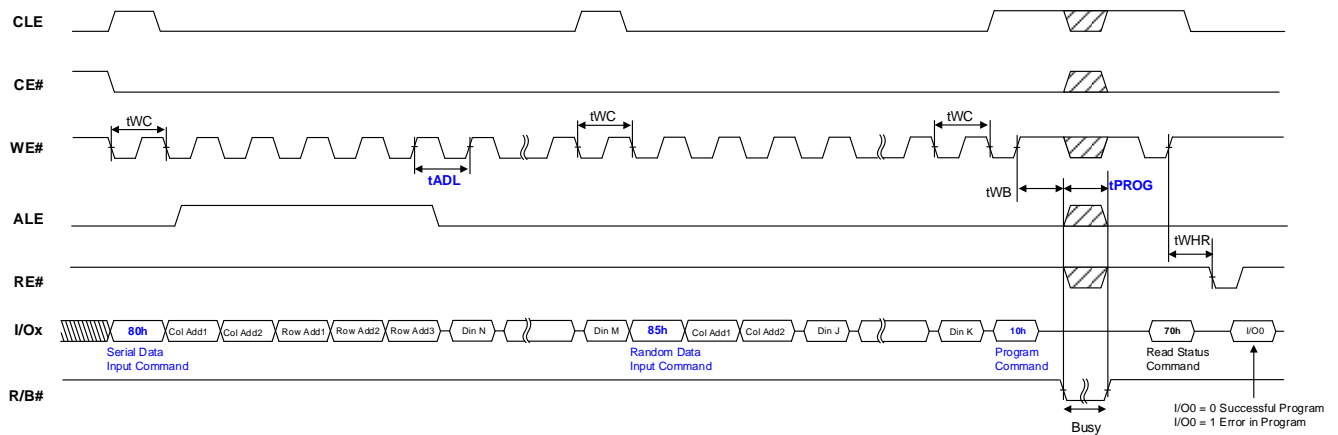 CLE
CE#
tWC
tWC
tWC
WE#
tADL
tWB
tPROG
ALE
tWHR
RE#
I/Ox
80h
Col Add1
Col Add2
Row Add1
Row Add2
Row Add3
Din N
Din M
85h
Col Add1
Col Add2
Din J
Din K
10h
70h
I/O0
Serial Data
Input Command
Random Data
Input Command
Program
Command
Read Status
Command
R/B#
Busy
I/O0 = 0 Successful Program
I/O0 = 1 Error in Program